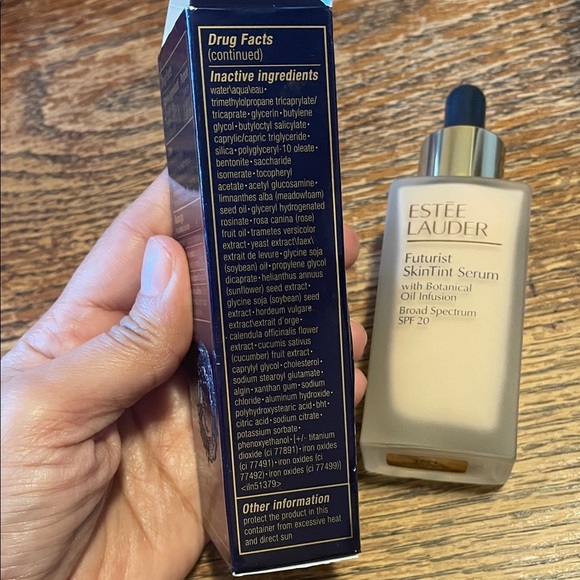 Drug Facts
(continued)
Inactive ingredients
water\aqua\eau•
trimethylolpropane tricaprylate/
tricaprate•glycerin•butylene
glycol•butyloctyl salicylate•
caprylic/capric triglyceride•
silica•polyglyceryl-10 oleate•
bentonite•saccharide
isomerate•tocopheryl
acetate•acetyl glucosamine•
limnanthes alba (meadowfoam)
seed oil•glyceryl hydrogenated
rosinate•rosa canina (rose)
fruit oil•trametes versicolor
extract•yeast extract\faex\
extrait de levure•glycine soja
(soybean) oil•propylene glycol
dicaprate•helianthus annuus
(sunflower) seed extract•
glycine soja (soybean) seed
extract•hordeum vulgare
extract\extrait d'orge•
calendula officinalis flower
extract•cucumis sativus
(cucumber) fruit extract•
caprylyl glycol•cholesterol•
sodium stearoyl glutamate•
algin•xanthan gum•sodium
chloride•aluminum hydroxide•
polyhydroxystearic acid•bht•
citric acid•sodium citrate•
potassium sorbate•
phenoxyethanol•[+/- titanium
dioxide (ci 77891)•iron oxides
(ci 77491)•iron oxides (ci
77492)•iron oxides (ci 77499)]
<iln51379>
Other information
protect the product in this
container from excessive heat
and direct sun
ESTĒE
LAUDER
Futurist
SkinTint Serum
with Botanical
Oil Infusion
Broad Spectrum
SPF 20